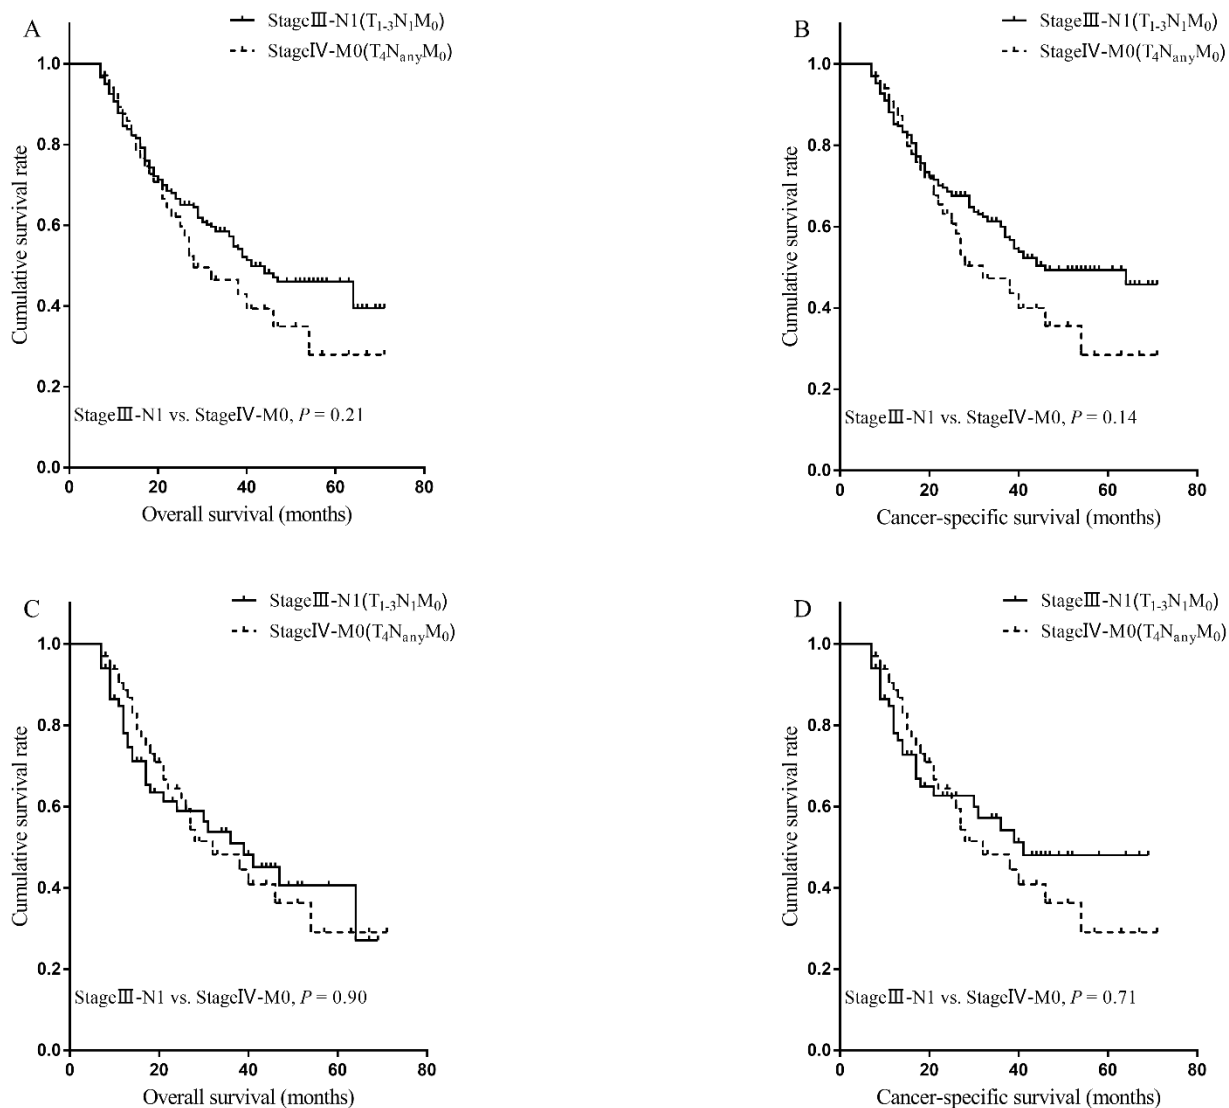 A
StageⅢ-N1(T1-3N1M0)
StageⅣ-M0(T4NanyM0)
1.0
0.8
0.6
0.4
0.2
0.0
Cumulative survival rate
StageⅢ-N1 vs. StageⅣ-M0, P = 0.21
0 20 40 60 80
Overall survival (months)
B
StageⅢ-N1(T1-3N1M0)
StageⅣ-M0(T4NanyM0)
1.0
0.8
0.6
0.4
0.2
0.0
Cumulative survival rate
StageⅢ-N1 vs. StageⅣ-M0, P = 0.14
0 20 40 60 80
Cancer-specific survival (months)
C
StageⅢ-N1(T1-3N1M0)
StageⅣ-M0(T4NanyM0)
1.0
0.8
0.6
0.4
0.2
0.0
Cumulative survival rate
StageⅢ-N1 vs. StageⅣ-M0, P = 0.90
0 20 40 60 80
Overall survival (months)
D
StageⅢ-N1(T1-3N1M0)
StageⅣ-M0(T4NanyM0)
1.0
0.8
0.6
0.4
0.2
0.0
Cumulative survival rate
StageⅢ-N1 vs. StageⅣ-M0, P = 0.71
0 20 40 60 80
Cancer-specific survival (months)